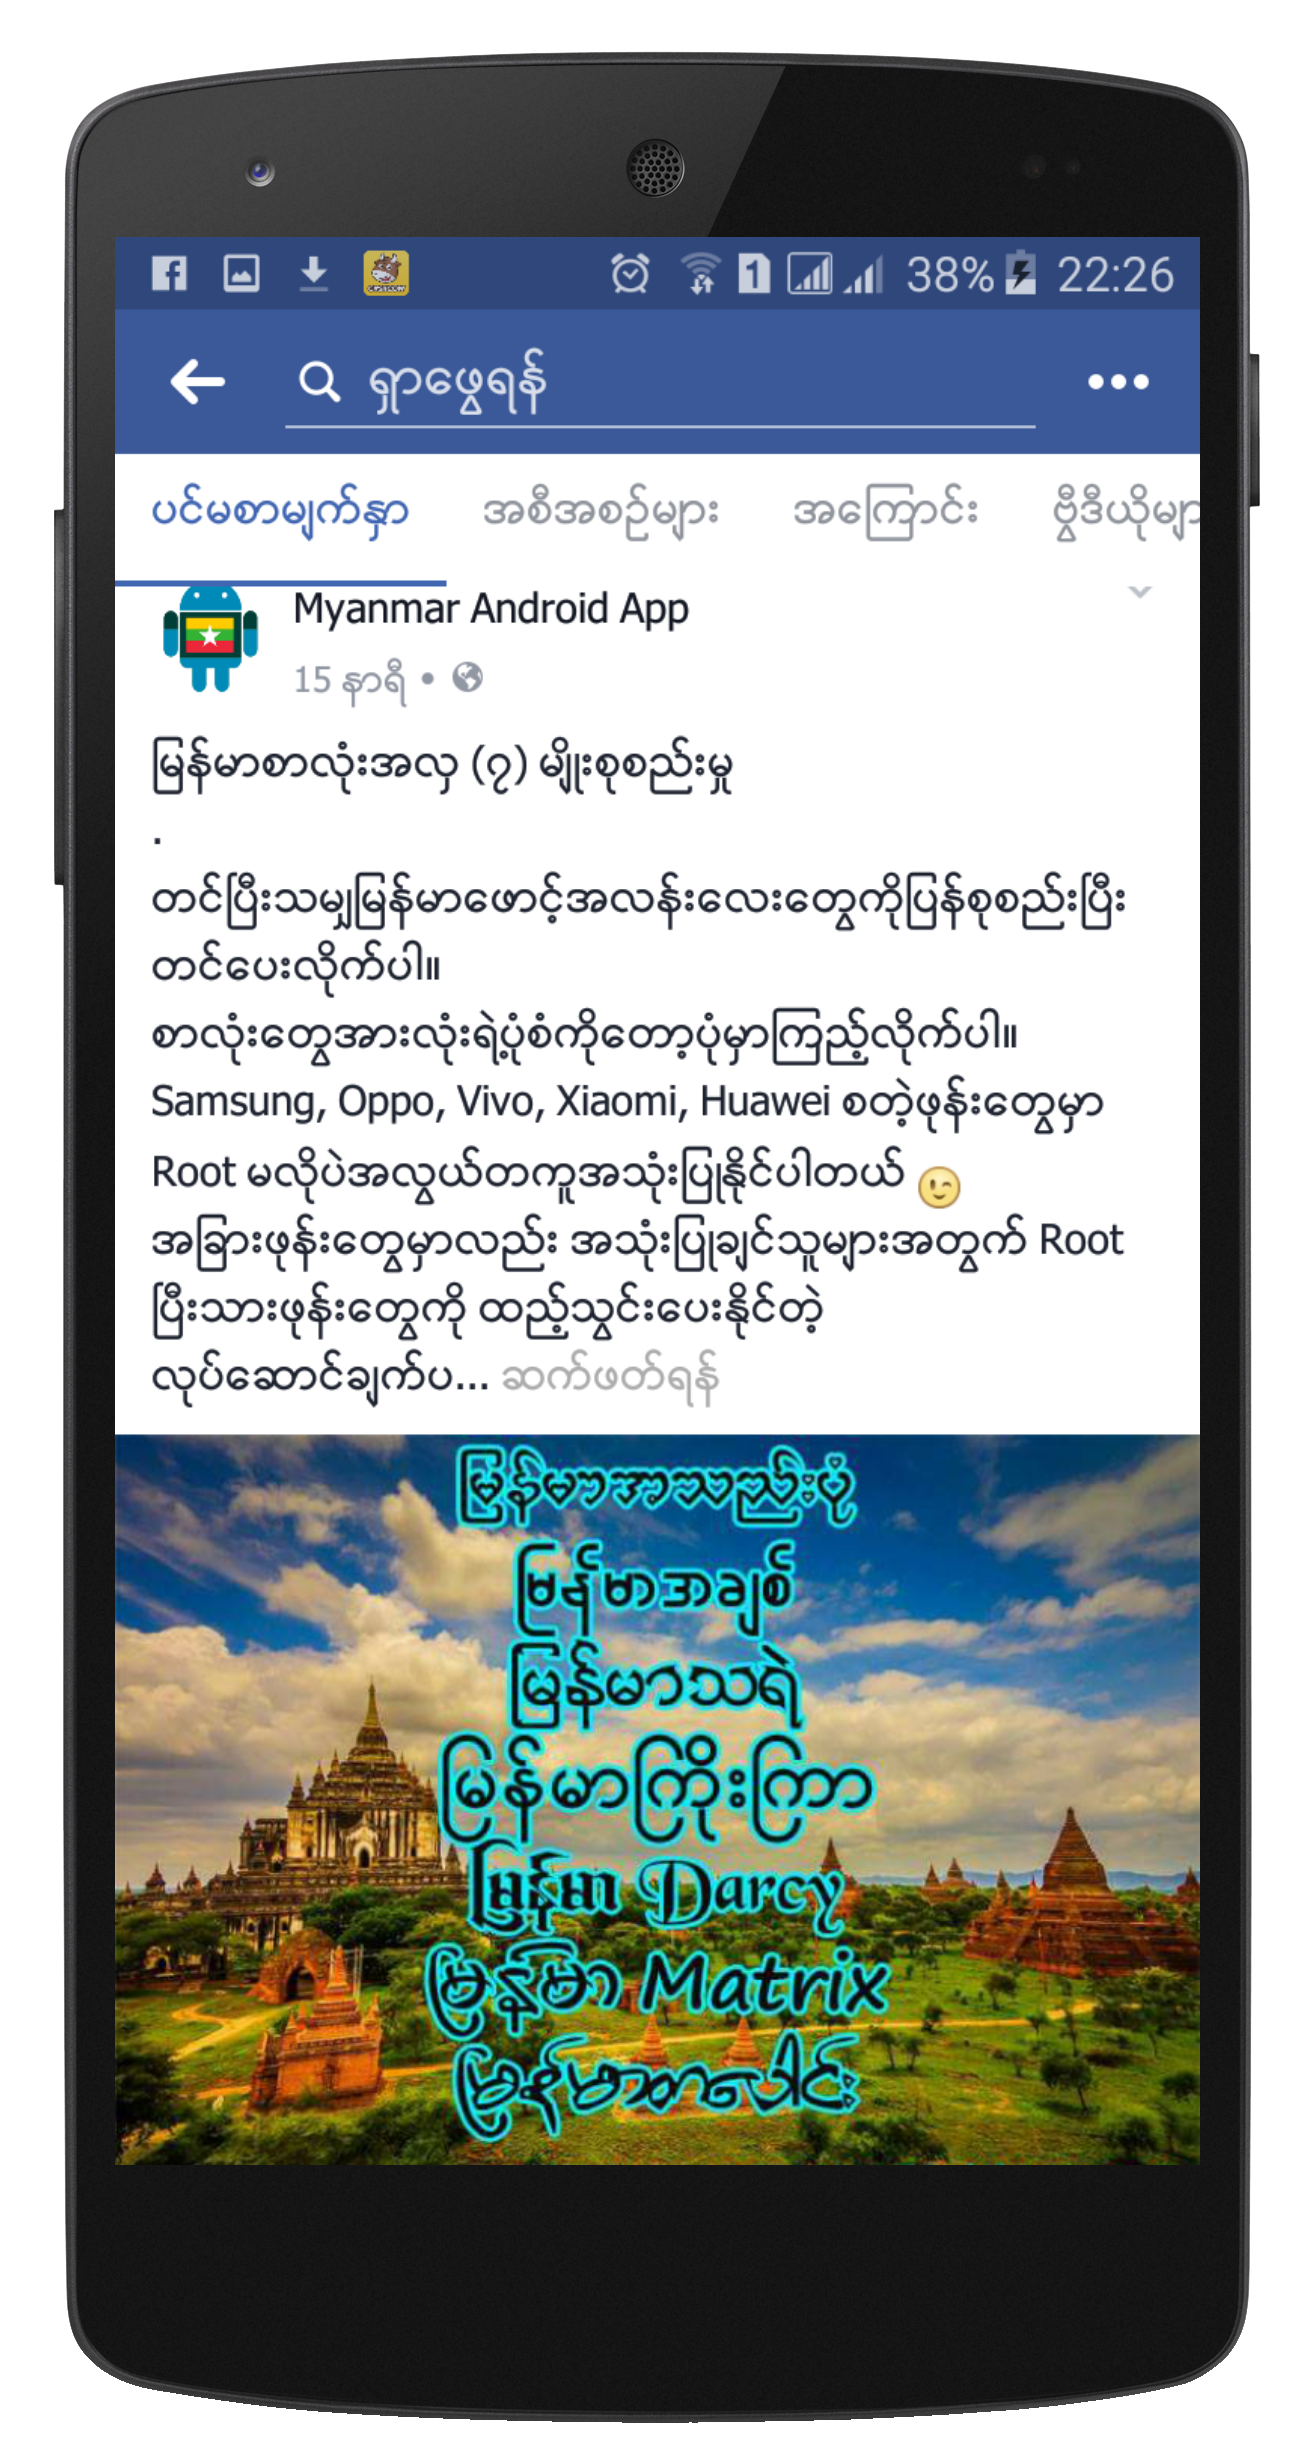 38% 22:26
ရှာဖွေရန်
ပင်မစာမျက်နှာ အစီအစဉ်များ အကြောင်း ဗွီဒီယိုမျာ
Myanmar Android App
15 နာရီ •
မြန်မာစာလုံးအလှ (၇) မျိုးစုစည်းမှု
.
တင်ပြီးသမျှမြန်မာဖောင့်အလန်းလေးတွေကိုပြန်စုစည်းပြီး
တင်ပေးလိုက်ပါ။
စာလုံးတွေအားလုံးရဲ့ပုံစံကိုတော့ပုံမှာကြည့်လိုက်ပါ။
Samsung, Oppo, Vivo, Xiaomi, Huawei စတဲ့ဖုန်းတွေမှာ
Root မလိုပဲအလွယ်တကူအသုံးပြုနိုင်ပါတယ် 😉
အခြားဖုန်းတွေမှာလည်း အသုံးပြုချင်သူများအတွက် Root
ပြီးသားဖုန်းတွေကို ထည့်သွင်းပေးနိုင်တဲ့
လုပ်ဆောင်ချက်ပ... ဆက်ဖတ်ရန်
မြန်မာအသည်းပုံ
မြန်မာအချစ်
မြန်မာသရဲ
မြန်မာကြိုးကြာ
မြန်မာ Darcy
မြန်မာ Matrix